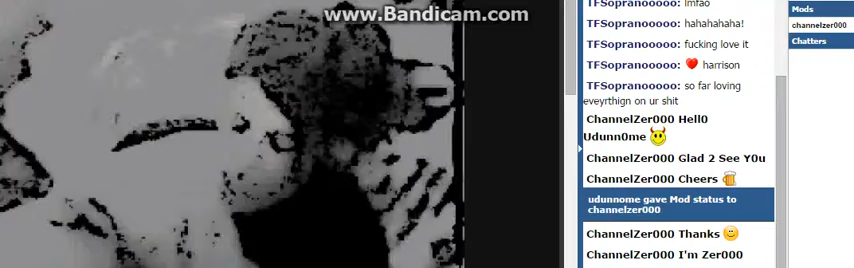 www.Bandicam.com
TFSopranooooo: lmfao
TFSopranooooo: hahahahaha!
TFSopranooooo: fucking love it
TFSopranooooo: harrison
TFSopranooooo: so far loving
eveyrthign on ur shit
ChannelZer000 Hell0
Udunn0me
ChannelZer000 Glad 2 See Y0u
ChannelZer000 Cheers
udunnome gave Mod status to
channelzer000
ChannelZer000 Thanks
ChannelZer000 I'm Zer000
Mods
channelzer000
Chatters